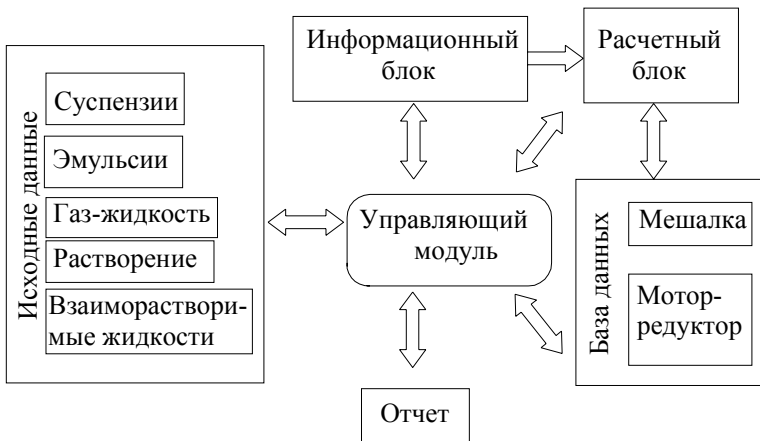 Информационный
блок
Расчетный
блок
Исходные данные
Суспензии
Эмульсии
Газ-жидкость
Растворение
Взаимораствори-
мые жидкости
Управляющий
модуль
База данных
Мешалка
Мотор-
редуктор
Отчет